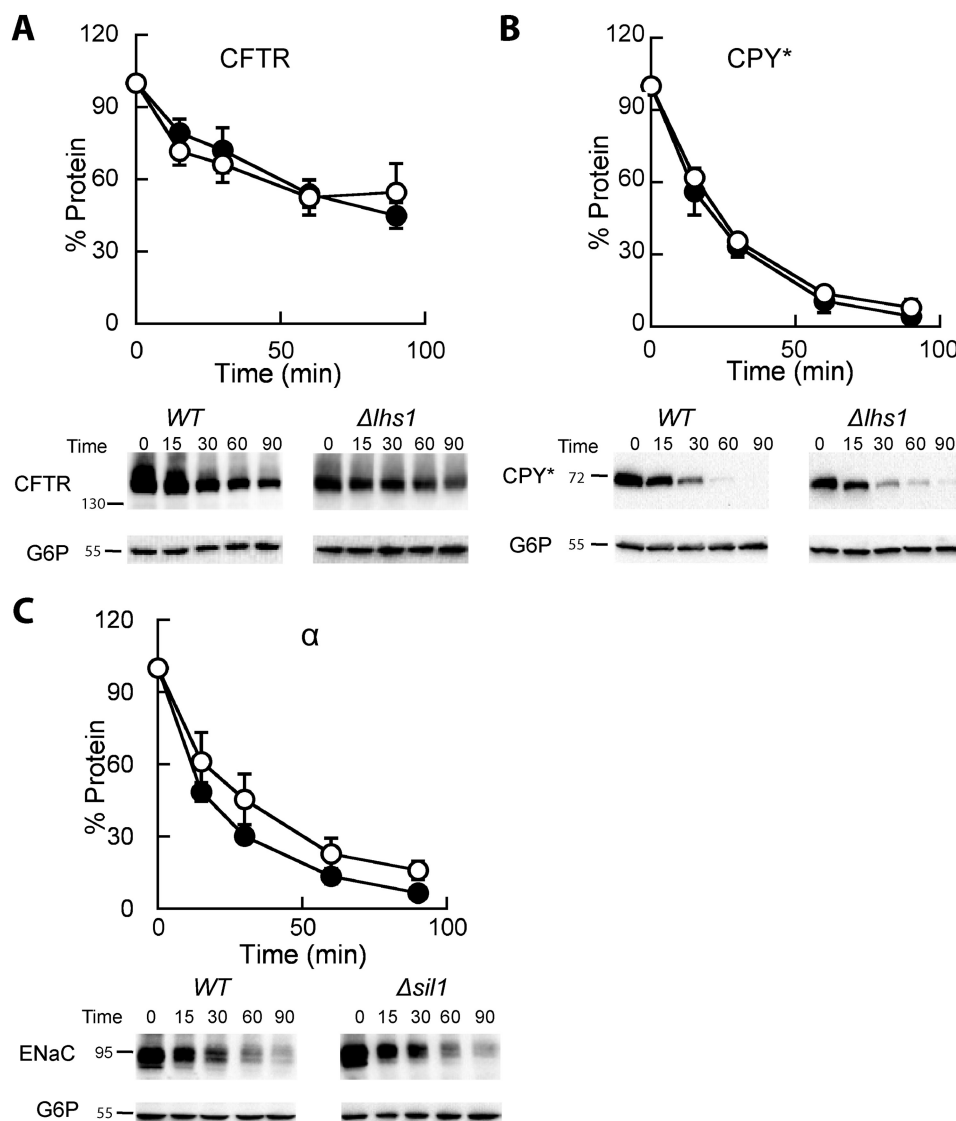 A
120
CFTR
90
% Protein
60
30
0
0 50 100
Time (min)
WT Δlhs1
Time 0 15 30 60 90 0 15 30 60 90
CFTR
130
G6P 55
B
120
CPY*
90
% Protein
60
30
0
0 50 100
Time (min)
WT Δlhs1
Time 0 15 30 60 90 0 15 30 60 90
CPY* 72
G6P 55
C
120
α
90
% Protein
60
30
0
0 50 100
Time (min)
WT Δsil1
Time 0 15 30 60 90 0 15 30 60 90
ENaC 95
G6P 55